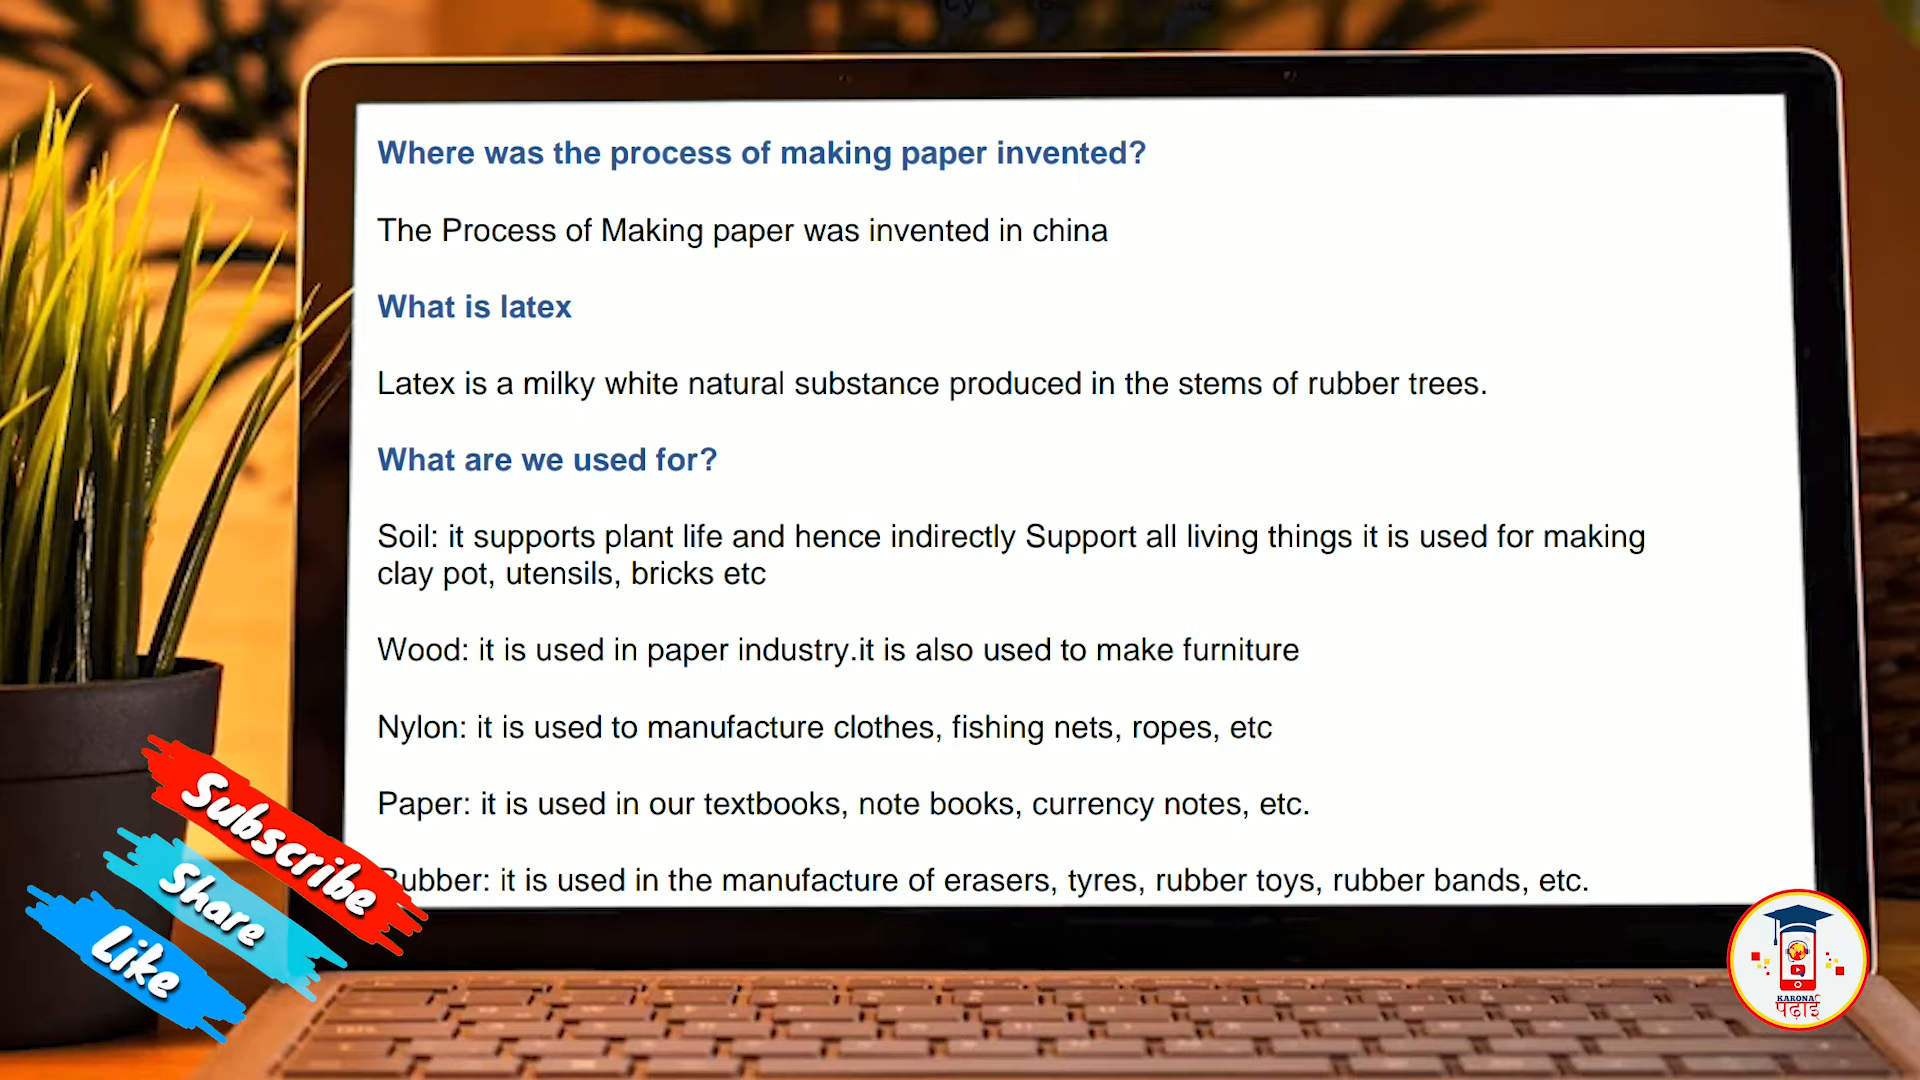 Where was the process of making paper invented?
The Process of Making paper was invented in china
What is latex
Latex is a milky white natural substance produced in the stems of rubber trees.
What are we used for?
Soil: it supports plant life and hence indirectly Support all living things it is used for making
clay pot, utensils, bricks etc
Wood: it is used in paper industry.it is also used to make furniture
Nylon: it is used to manufacture clothes, fishing nets, ropes, etc
Paper: it is used in our textbooks, note books, currency notes, etc.
Rubber: it is used in the manufacture of erasers, tyres, rubber toys, rubber bands, etc.
Subscribe
Share
Like
KARONA
पढ़ाई